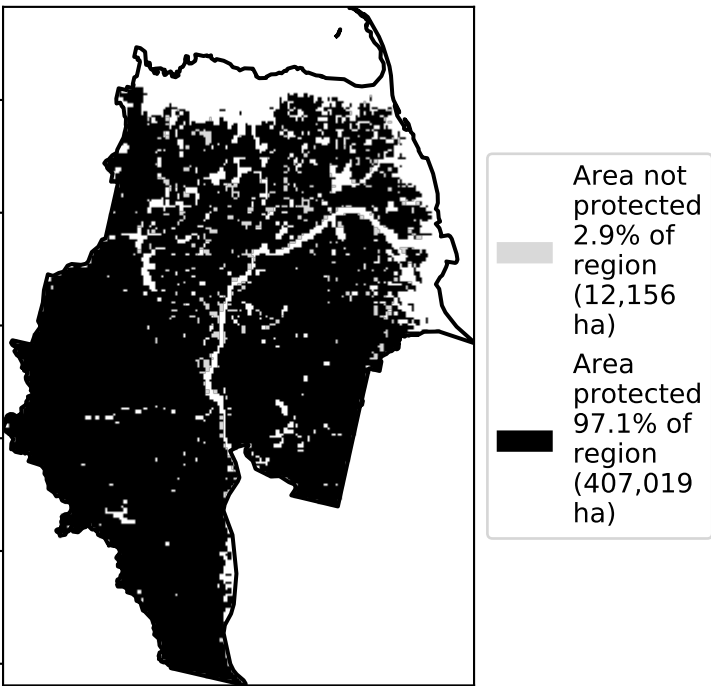 Area not
protected
2.9% of
region
(12,156
ha)
Area
protected
97.1% of
region
(407,019
ha)